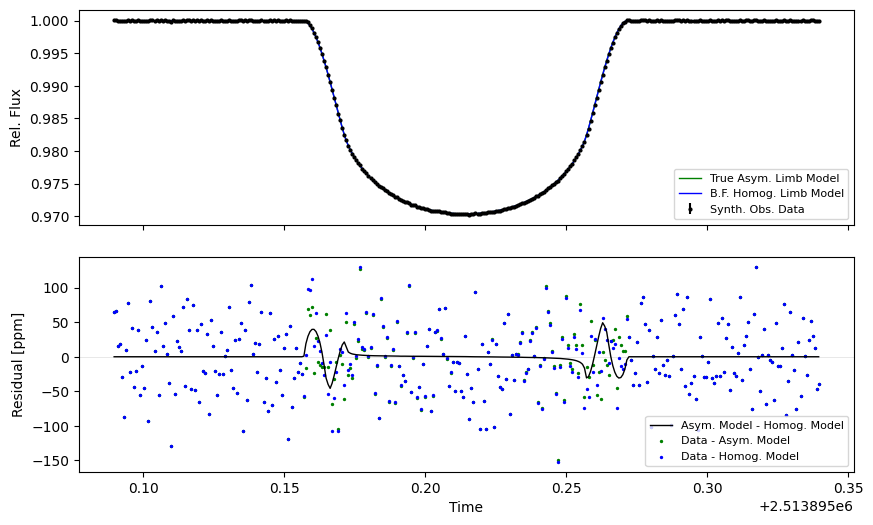 1.000
0.995
0.990
0.985
0.980
0.975
0.970
Rel. Flux
True Asym. Limb Model
B.F. Homog. Limb Model
Synth. Obs. Data
100
50
0
−50
−100
−150
Residual [ppm]
Asym. Model - Homog. Model
Data - Asym. Model
Data - Homog. Model
0.10
0.15
0.20
0.25
0.30
0.35
Time
+2.513895e6